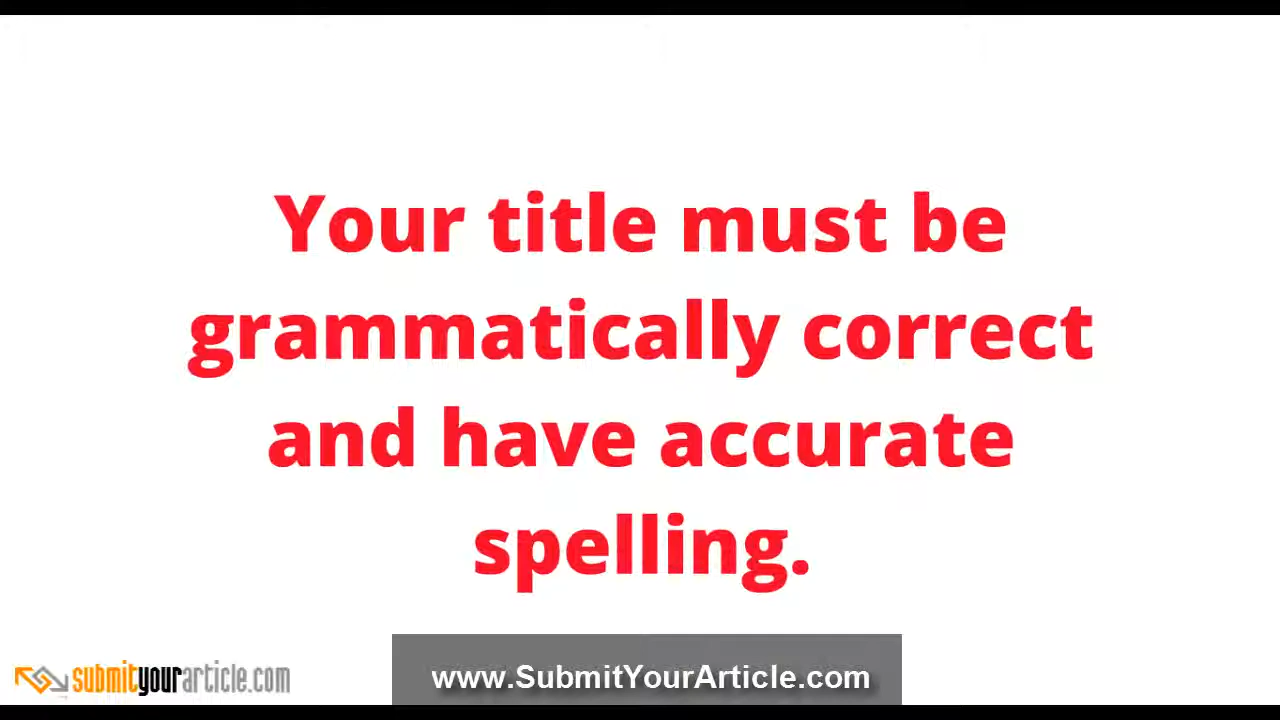 Your title must be
grammatically correct
and have accurate
spelling.
submityourarticle.com
www.SubmitYourArticle.com